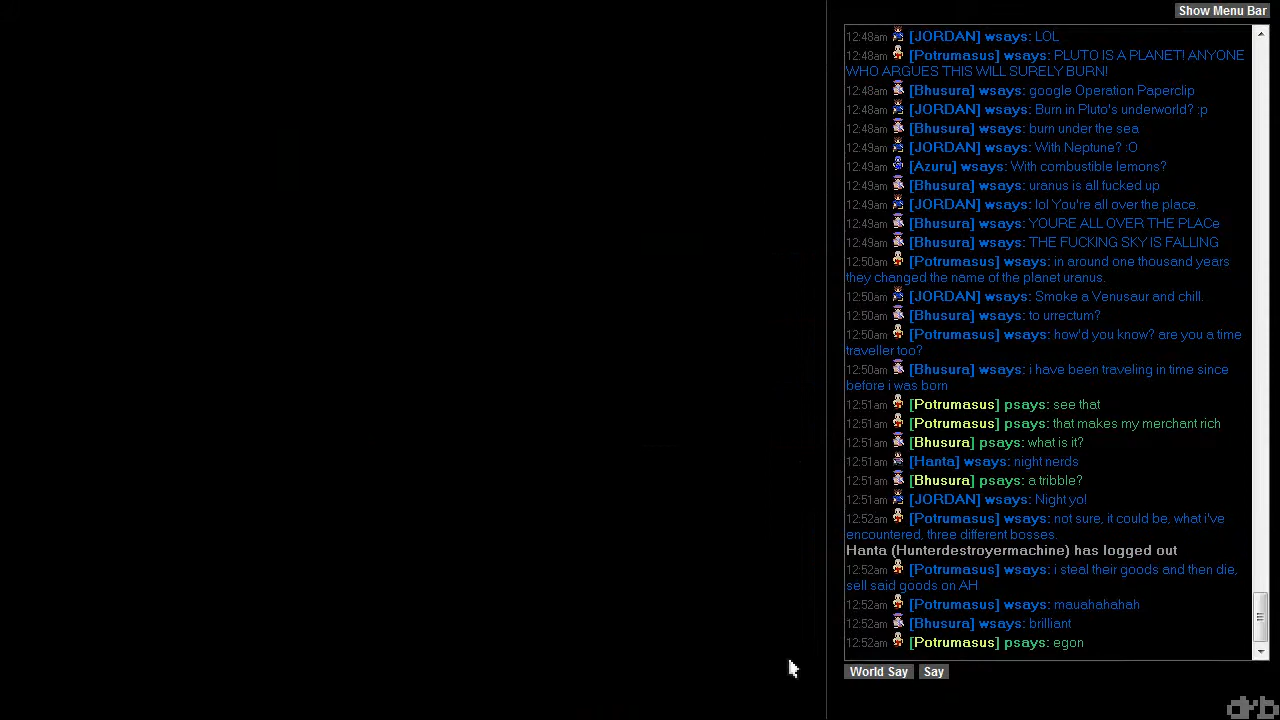 Show Menu Bar
12:48am [JORDAN] wsays: LOL
12:48am [Potrumasus] wsays: PLUTO IS A PLANET! ANYONE
WHO ARGUES THIS WILL SURELY BURN!
12:48am [Bhusura] wsays: google Operation Paperclip
12:48am [JORDAN] wsays: Burn in Pluto's underworld? :p
12:48am [Bhusura] wsays: burn under the sea
12:49am [JORDAN] wsays: With Neptune? :O
12:49am [Azuru] wsays: With combustible lemons?
12:49am [Bhusura] wsays: uranus is all fucked up
12:49am [JORDAN] wsays: lol You're all over the place.
12:49am [Bhusura] wsays: YOURE ALL OVER THE PLACe
12:49am [Bhusura] wsays: THE FUCKING SKY IS FALLING
12:50am [Potrumasus] wsays: in around one thousand years
they changed the name of the planet uranus.
12:50am [JORDAN] wsays: Smoke a Venusaur and chill.
12:50am [Bhusura] wsays: to urrectum?
12:50am [Potrumasus] wsays: how'd you know? are you a time
traveller too?
12:50am [Bhusura] wsays: i have been traveling in time since
before i was born
12:51am [Potrumasus] psays: see that
12:51am [Potrumasus] psays: that makes my merchant rich
12:51am [Bhusura] psays: what is it?
12:51am [Hanta] wsays: night nerds
12:51am [Bhusura] psays: a tribble?
12:51am [JORDAN] wsays: Night yo!
12:52am [Potrumasus] wsays: not sure, it could be, what i've
encountered, three different bosses.
Hanta (Hunterdestroyermachine) has logged out
12:52am [Potrumasus] wsays: i steal their goods and then die,
sell said goods on AH
12:52am [Potrumasus] wsays: mauahahahah
12:52am [Bhusura] wsays: brilliant
12:52am [Potrumasus] psays: egon
World Say Say